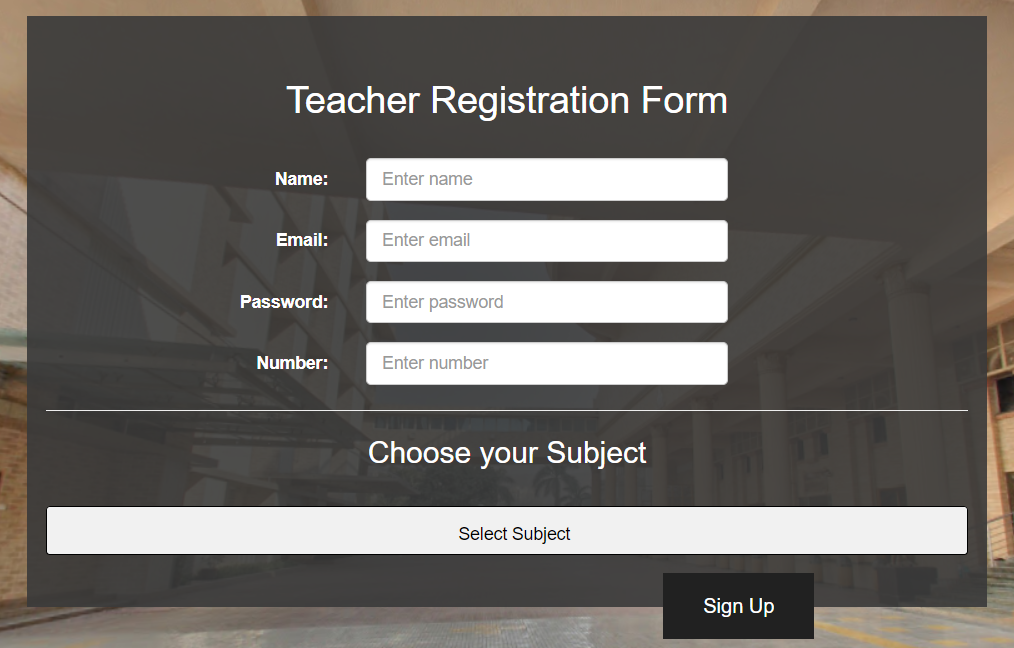 Teacher Registration Form
Name: Enter name
Email: Enter email
Password: Enter password
Number: Enter number
Choose your Subject
Select Subject
Sign Up